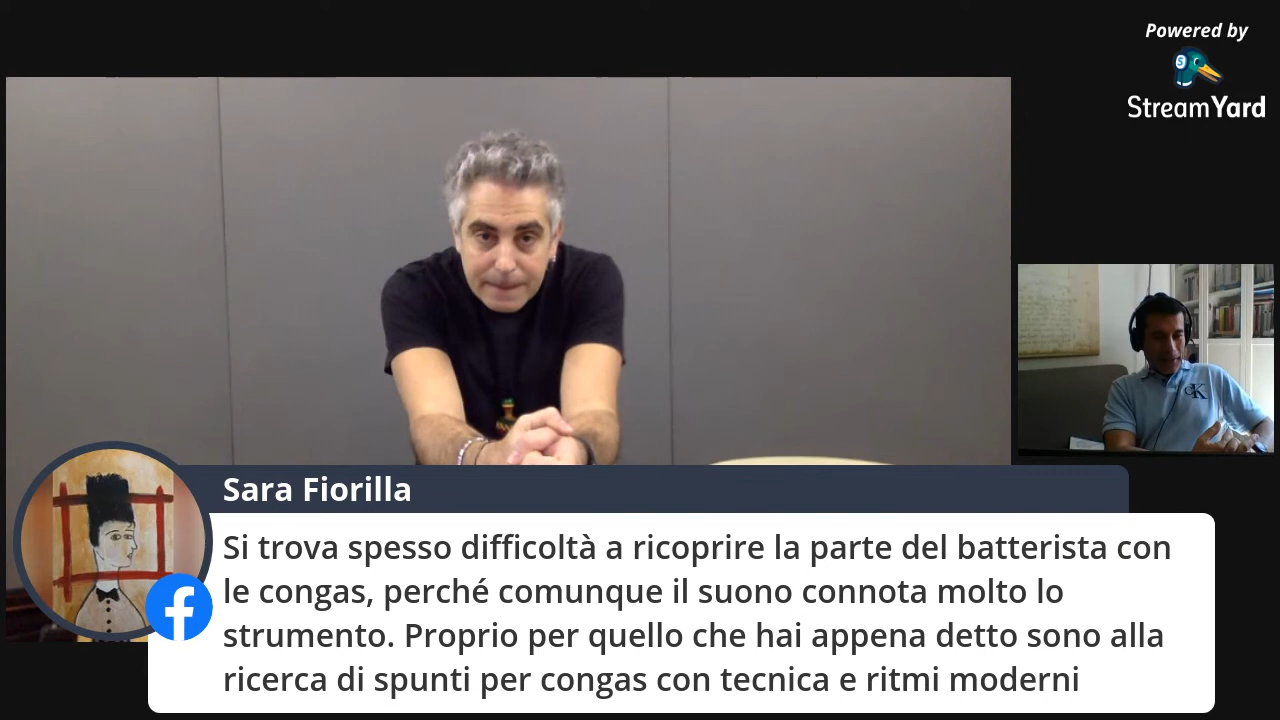 Powered by
StreamYard
CK
Sara Fiorilla
Si trova spesso difficoltà a ricoprire la parte del batterista con
le congas, perché comunque il suono connota molto lo
strumento. Proprio per quello che hai appena detto sono alla
ricerca di spunti per congas con tecnica e ritmi moderni